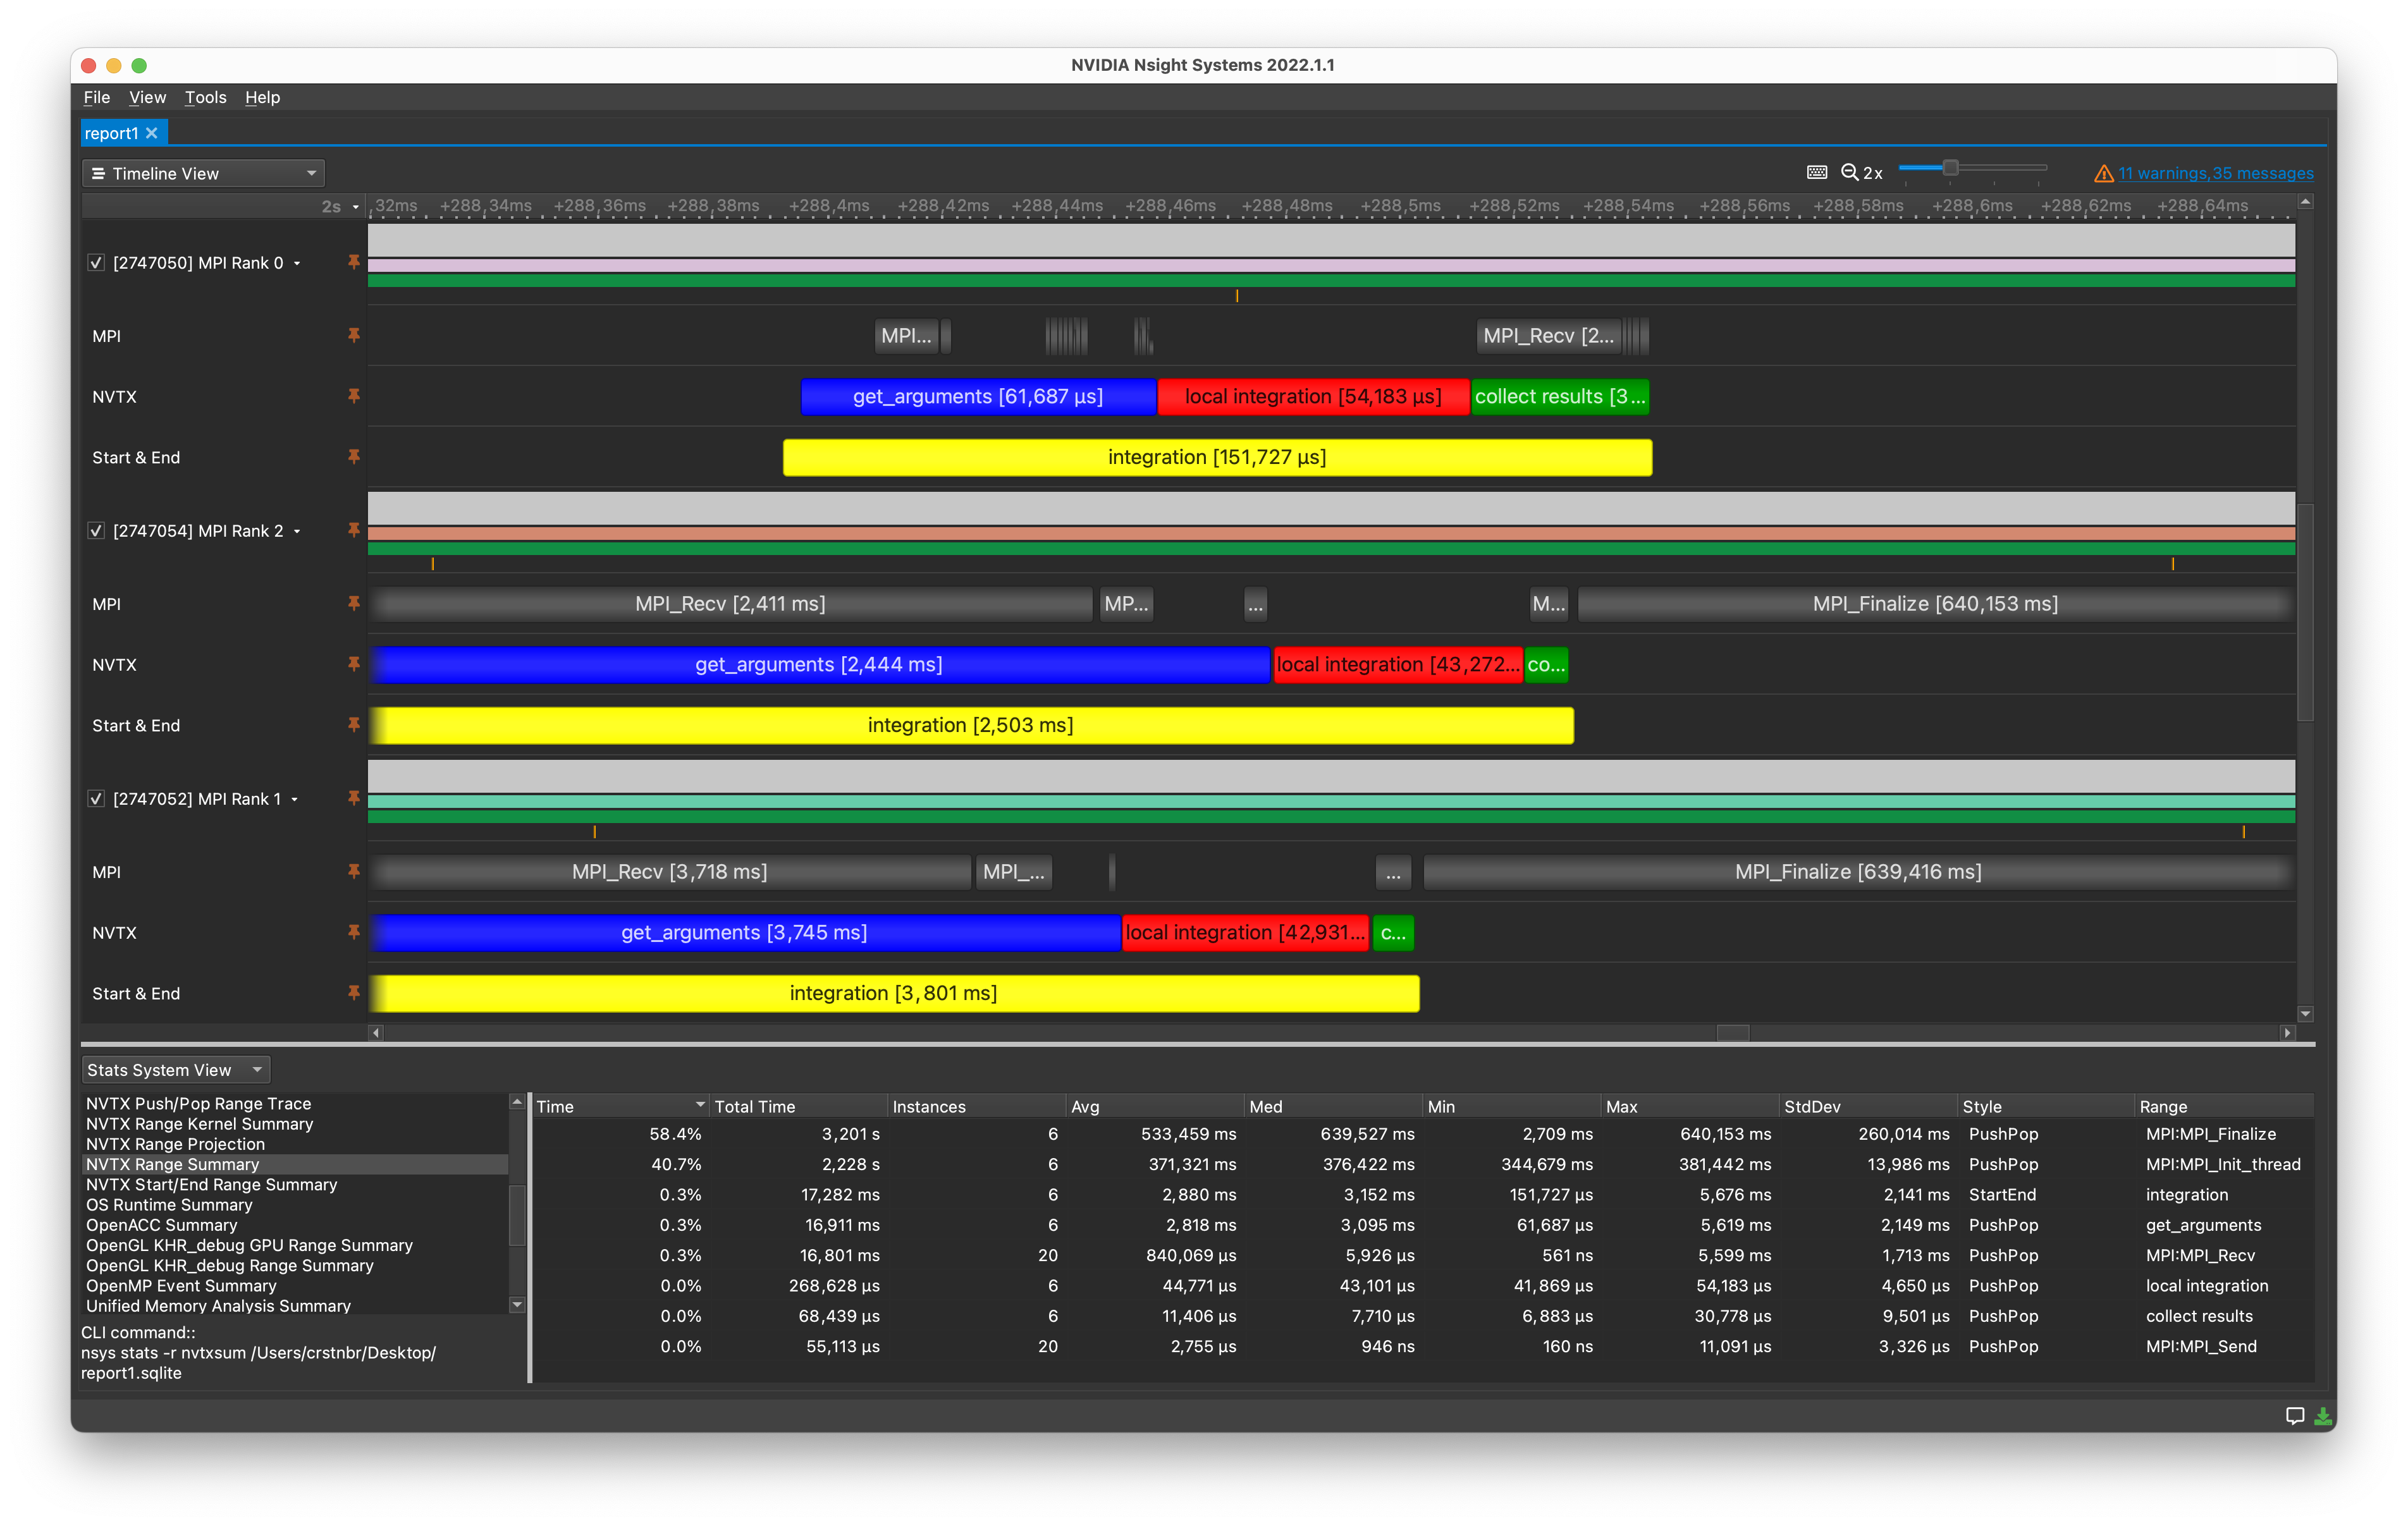 NVIDIA Nsight Systems 2022.1.1
File View Tools Help
report1
Timeline View 2x 11 warnings, 35 messages
2s ,32ms +288,34ms +288,36ms +288,38ms +288,4ms +288,42ms +288,44ms +288,46ms +288,48ms +288,5ms +288,52ms +288,54ms +288,56ms +288,58ms +288,6ms +288,62ms +288,64ms
[2747050] MPI Rank 0
MPI MPI... MPI_Recv [2...
NVTX get_arguments [61,687 µs] local integration [54,183 µs] collect results [3...
Start & End integration [151,727 µs]
[2747054] MPI Rank 2
MPI MPI_Recv [2,411 ms] MP... ... M... MPI_Finalize [640,153 ms]
NVTX get_arguments [2,444 ms] local integration [43,272... co...
Start & End integration [2,503 ms]
[2747052] MPI Rank 1
MPI MPI_Recv [3,718 ms] MPI_... ... MPI_Finalize [639,416 ms]
NVTX get_arguments [3,745 ms] local integration [42,931... c...
Start & End integration [3,801 ms]
Stats System View
NVTX Push/Pop Range Trace
NVTX Range Kernel Summary
NVTX Range Projection
NVTX Range Summary
NVTX Start/End Range Summary
OS Runtime Summary
OpenACC Summary
OpenGL KHR_debug GPU Range Summary
OpenGL KHR_debug Range Summary
OpenMP Event Summary
Unified Memory Analysis Summary
CLI command::
nsys stats -r nvtxsum /Users/crstnbr/Desktop/
report1.sqlite
Time Total Time Instances Avg Med Min Max StdDev Style Range
58.4% 3,201 s 6 533,459 ms 639,527 ms 2,709 ms 640,153 ms 260,014 ms PushPop MPI:MPI_Finalize
40.7% 2,228 s 6 371,321 ms 376,422 ms 344,679 ms 381,442 ms 13,986 ms PushPop MPI:MPI_Init_thread
0.3% 17,282 ms 6 2,880 ms 3,152 ms 151,727 µs 5,676 ms 2,141 ms StartEnd integration
0.3% 16,911 ms 6 2,818 ms 3,095 ms 61,687 µs 5,619 ms 2,149 ms PushPop get_arguments
0.3% 16,801 ms 20 840,069 µs 5,926 µs 561 ns 5,599 ms 1,713 ms PushPop MPI:MPI_Recv
0.0% 268,628 µs 6 44,771 µs 43,101 µs 41,869 µs 54,183 µs 4,650 µs PushPop local integration
0.0% 68,439 µs 6 11,406 µs 7,710 µs 6,883 µs 30,778 µs 9,501 µs PushPop collect results
0.0% 55,113 µs 20 2,755 µs 946 ns 160 ns 11,091 µs 3,326 µs PushPop MPI:MPI_Send